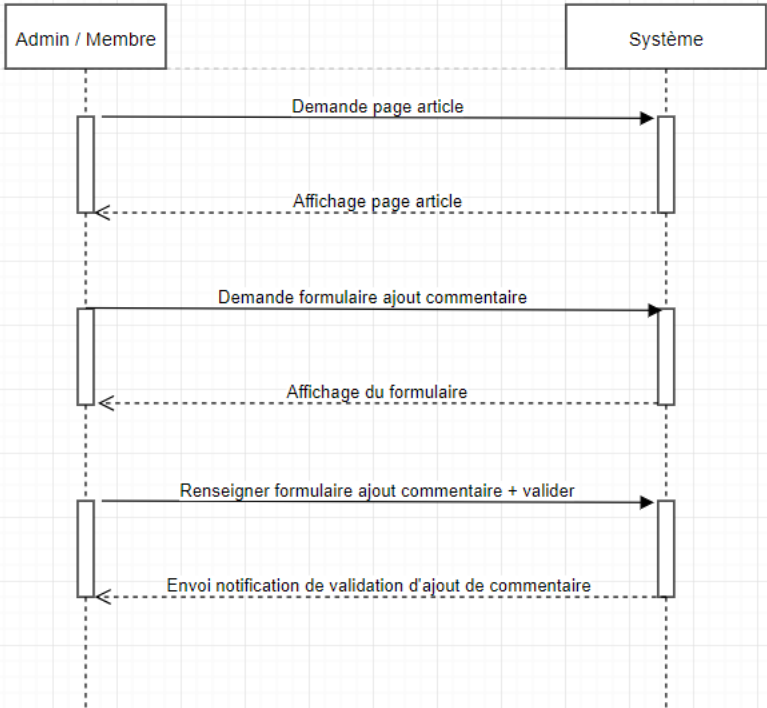 Admin / Membre
Système
Demande page article
Affichage page article
Demande formulaire ajout commentaire
Affichage du formulaire
Renseigner formulaire ajout commentaire + valider
Envoi notification de validation d'ajout de commentaire